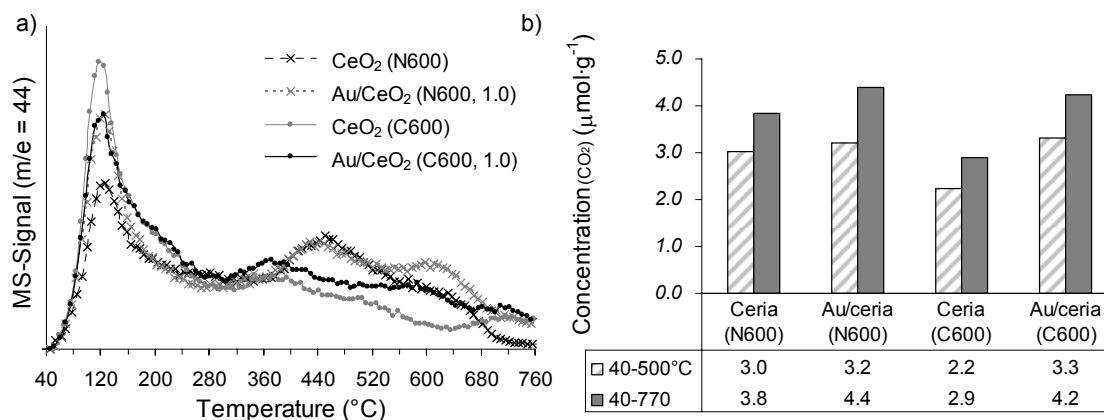 a)
MS-Signal (m/e = 44)
CeO₂ (N600)
Au/CeO₂ (N600, 1.0)
CeO₂ (C600)
Au/CeO₂ (C600, 1.0)
40 120 200 280 360 440 520 600 680 760
Temperature (°C)
b)
Concentration (CO₂) (μmol·g⁻¹)
5.0
4.0
3.0
2.0
1.0
0.0
Ceria Au/ceria Ceria Au/ceria
(N600) (N600) (C600) (C600)
40-500°C 3.0 3.2 2.2 3.3
40-770 3.8 4.4 2.9 4.2